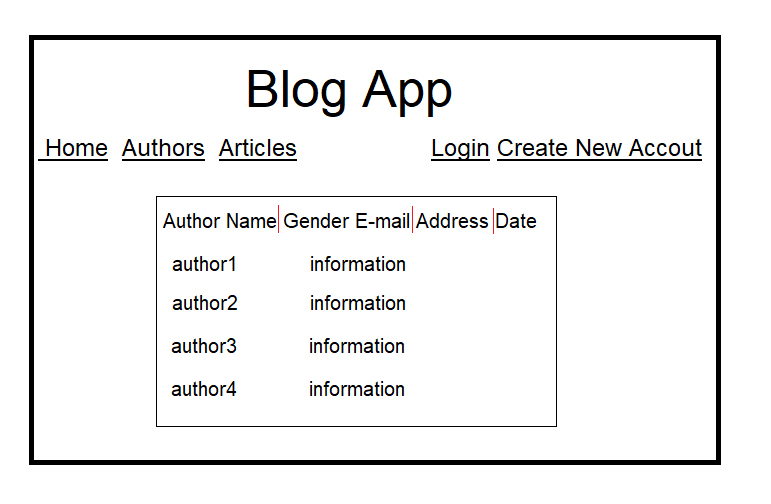 Blog App
Home Authors Articles Login Create New Accout
Author Name Gender E-mail Address Date
author1 information
author2 information
author3 information
author4 information